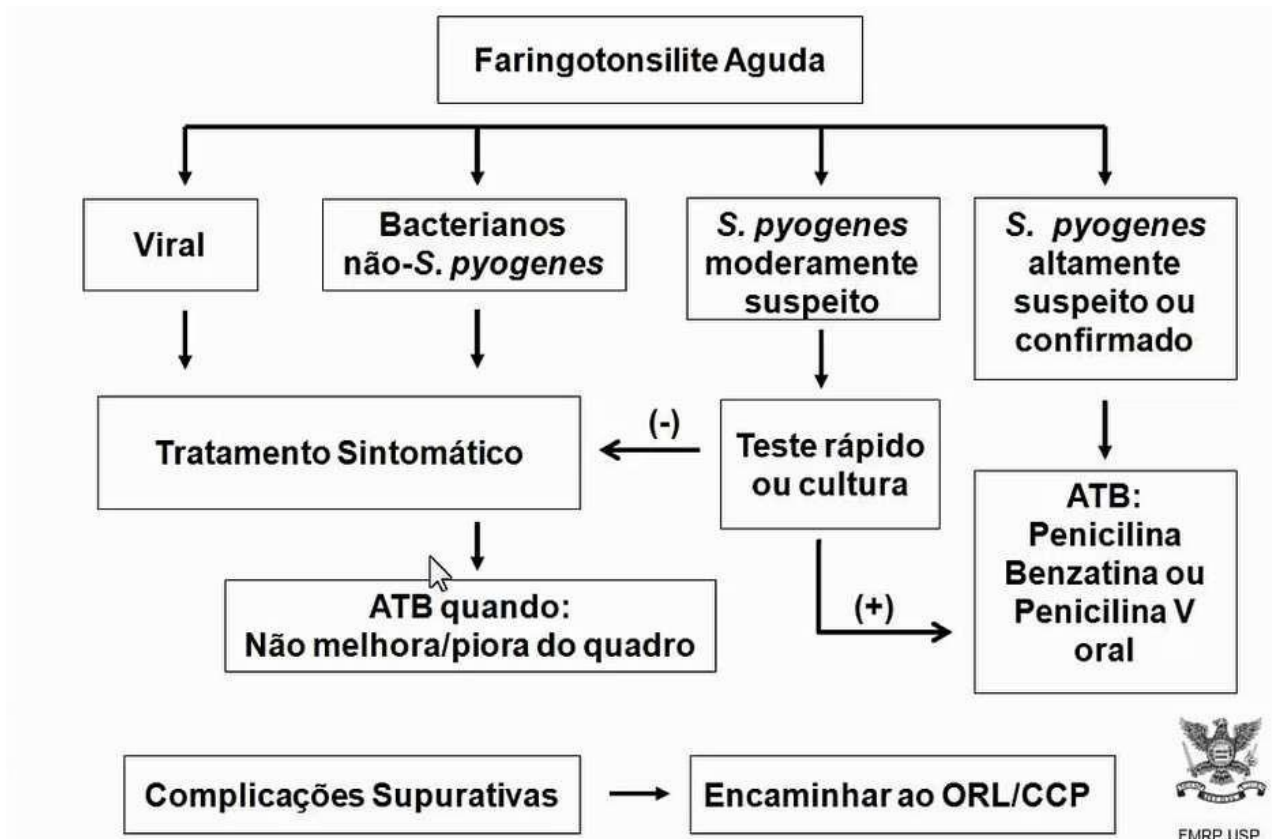 Faringotonsilite Aguda
Viral
Bacterianos
não-S. pyogenes
S. pyogenes
moderamente
suspeito
S. pyogenes
altamente
suspeito ou
confirmado
Tratamento Sintomático
(-)
Teste rápido
ou cultura
(+)
ATB:
Penicilina
Benzatina ou
Penicilina V
oral
ATB quando:
Não melhora/piora do quadro
Complicações Supurativas
Encaminhar ao ORL/CCP
FMRP USP